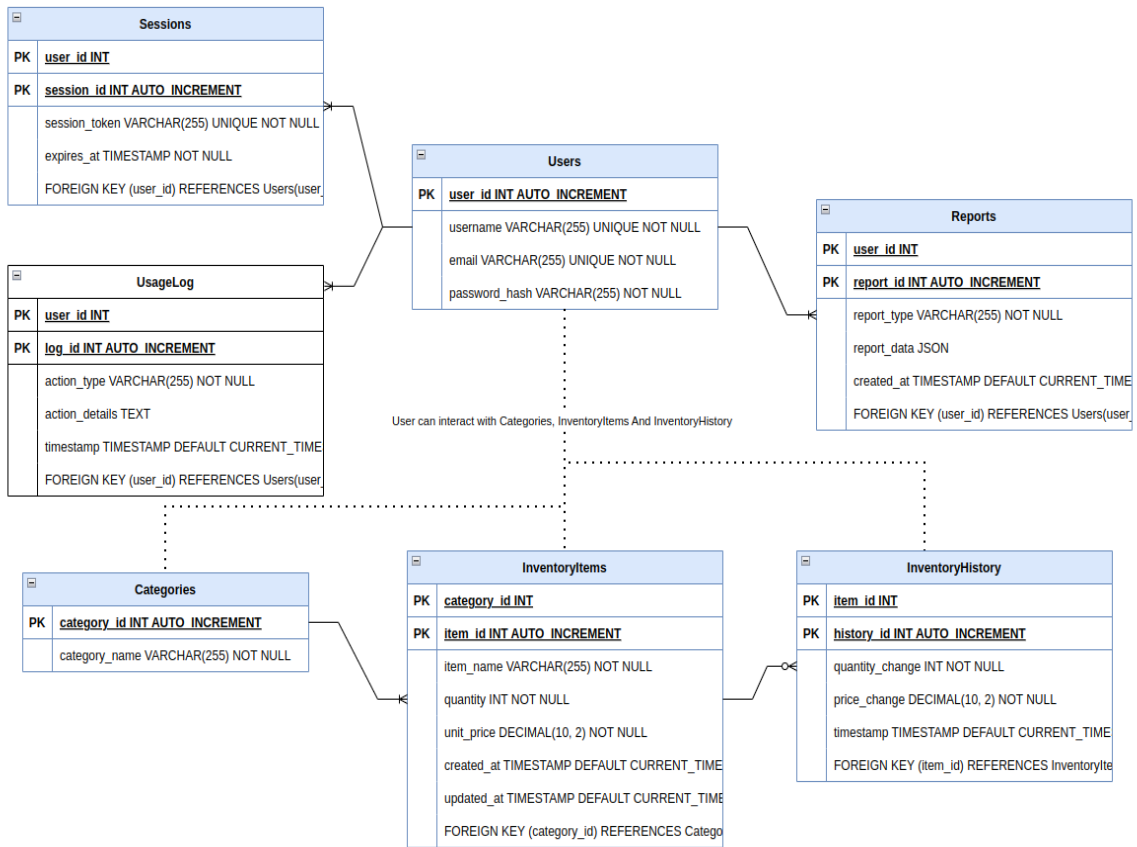 Sessions
PK user_id INT
PK session_id INT AUTO_INCREMENT
session_token VARCHAR(255) UNIQUE NOT NULL
expires_at TIMESTAMP NOT NULL
FOREIGN KEY (user_id) REFERENCES Users(user_
Users
PK user_id INT AUTO_INCREMENT
username VARCHAR(255) UNIQUE NOT NULL
email VARCHAR(255) UNIQUE NOT NULL
password_hash VARCHAR(255) NOT NULL
Reports
PK user_id INT
PK report_id INT AUTO_INCREMENT
report_type VARCHAR(255) NOT NULL
report_data JSON
created_at TIMESTAMP DEFAULT CURRENT_TIME
FOREIGN KEY (user_id) REFERENCES Users(user_
UsageLog
PK user_id INT
PK log_id INT AUTO_INCREMENT
action_type VARCHAR(255) NOT NULL
action_details TEXT
timestamp TIMESTAMP DEFAULT CURRENT_TIME
FOREIGN KEY (user_id) REFERENCES Users(user_
User can interact with Categories, InventoryItems And InventoryHistory
Categories
PK category_id INT AUTO_INCREMENT
category_name VARCHAR(255) NOT NULL
InventoryItems
PK category_id INT
PK item_id INT AUTO_INCREMENT
item_name VARCHAR(255) NOT NULL
quantity INT NOT NULL
unit_price DECIMAL(10, 2) NOT NULL
created_at TIMESTAMP DEFAULT CURRENT_TIME
updated_at TIMESTAMP DEFAULT CURRENT_TIME
FOREIGN KEY (category_id) REFERENCES Catego
InventoryHistory
PK item_id INT
PK history_id INT AUTO_INCREMENT
quantity_change INT NOT NULL
price_change DECIMAL(10, 2) NOT NULL
timestamp TIMESTAMP DEFAULT CURRENT_TIME
FOREIGN KEY (item_id) REFERENCES InventoryIte